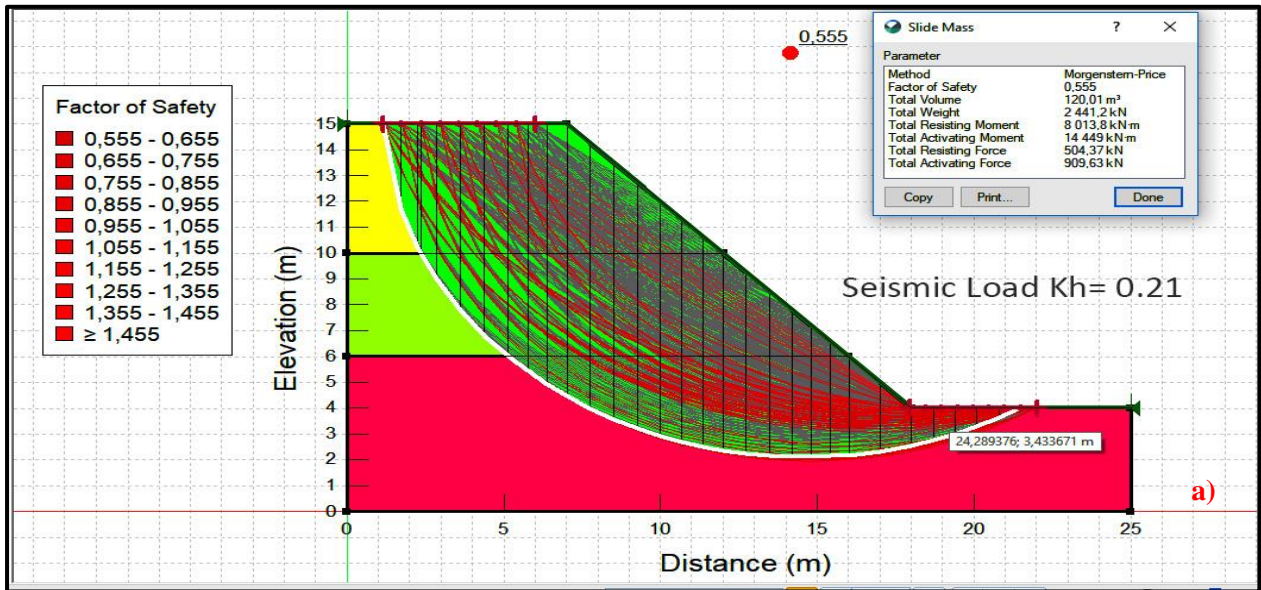 0,555
Slide Mass ? ×
Parameter
Method Morgenstern-Price
Factor of Safety 0,555
Total Volume 120,01 m³
Total Weight 2 441,2 kN
Total Resisting Moment 8 013,8 kN·m
Total Activating Moment 14 449 kN·m
Total Resisting Force 504,37 kN
Total Activating Force 909,63 kN
Copy Print... Done
Factor of Safety
0,555 - 0,655
0,655 - 0,755
0,755 - 0,855
0,855 - 0,955
0,955 - 1,055
1,055 - 1,155
1,155 - 1,255
1,255 - 1,355
1,355 - 1,455
≥ 1,455
Elevation (m)
15
14
13
12
11
10
9
8
7
6
5
4
3
2
1
0
Seismic Load Kh= 0.21
24,289376; 3,433671 m
a)
0 5 10 15 20 25
Distance (m)